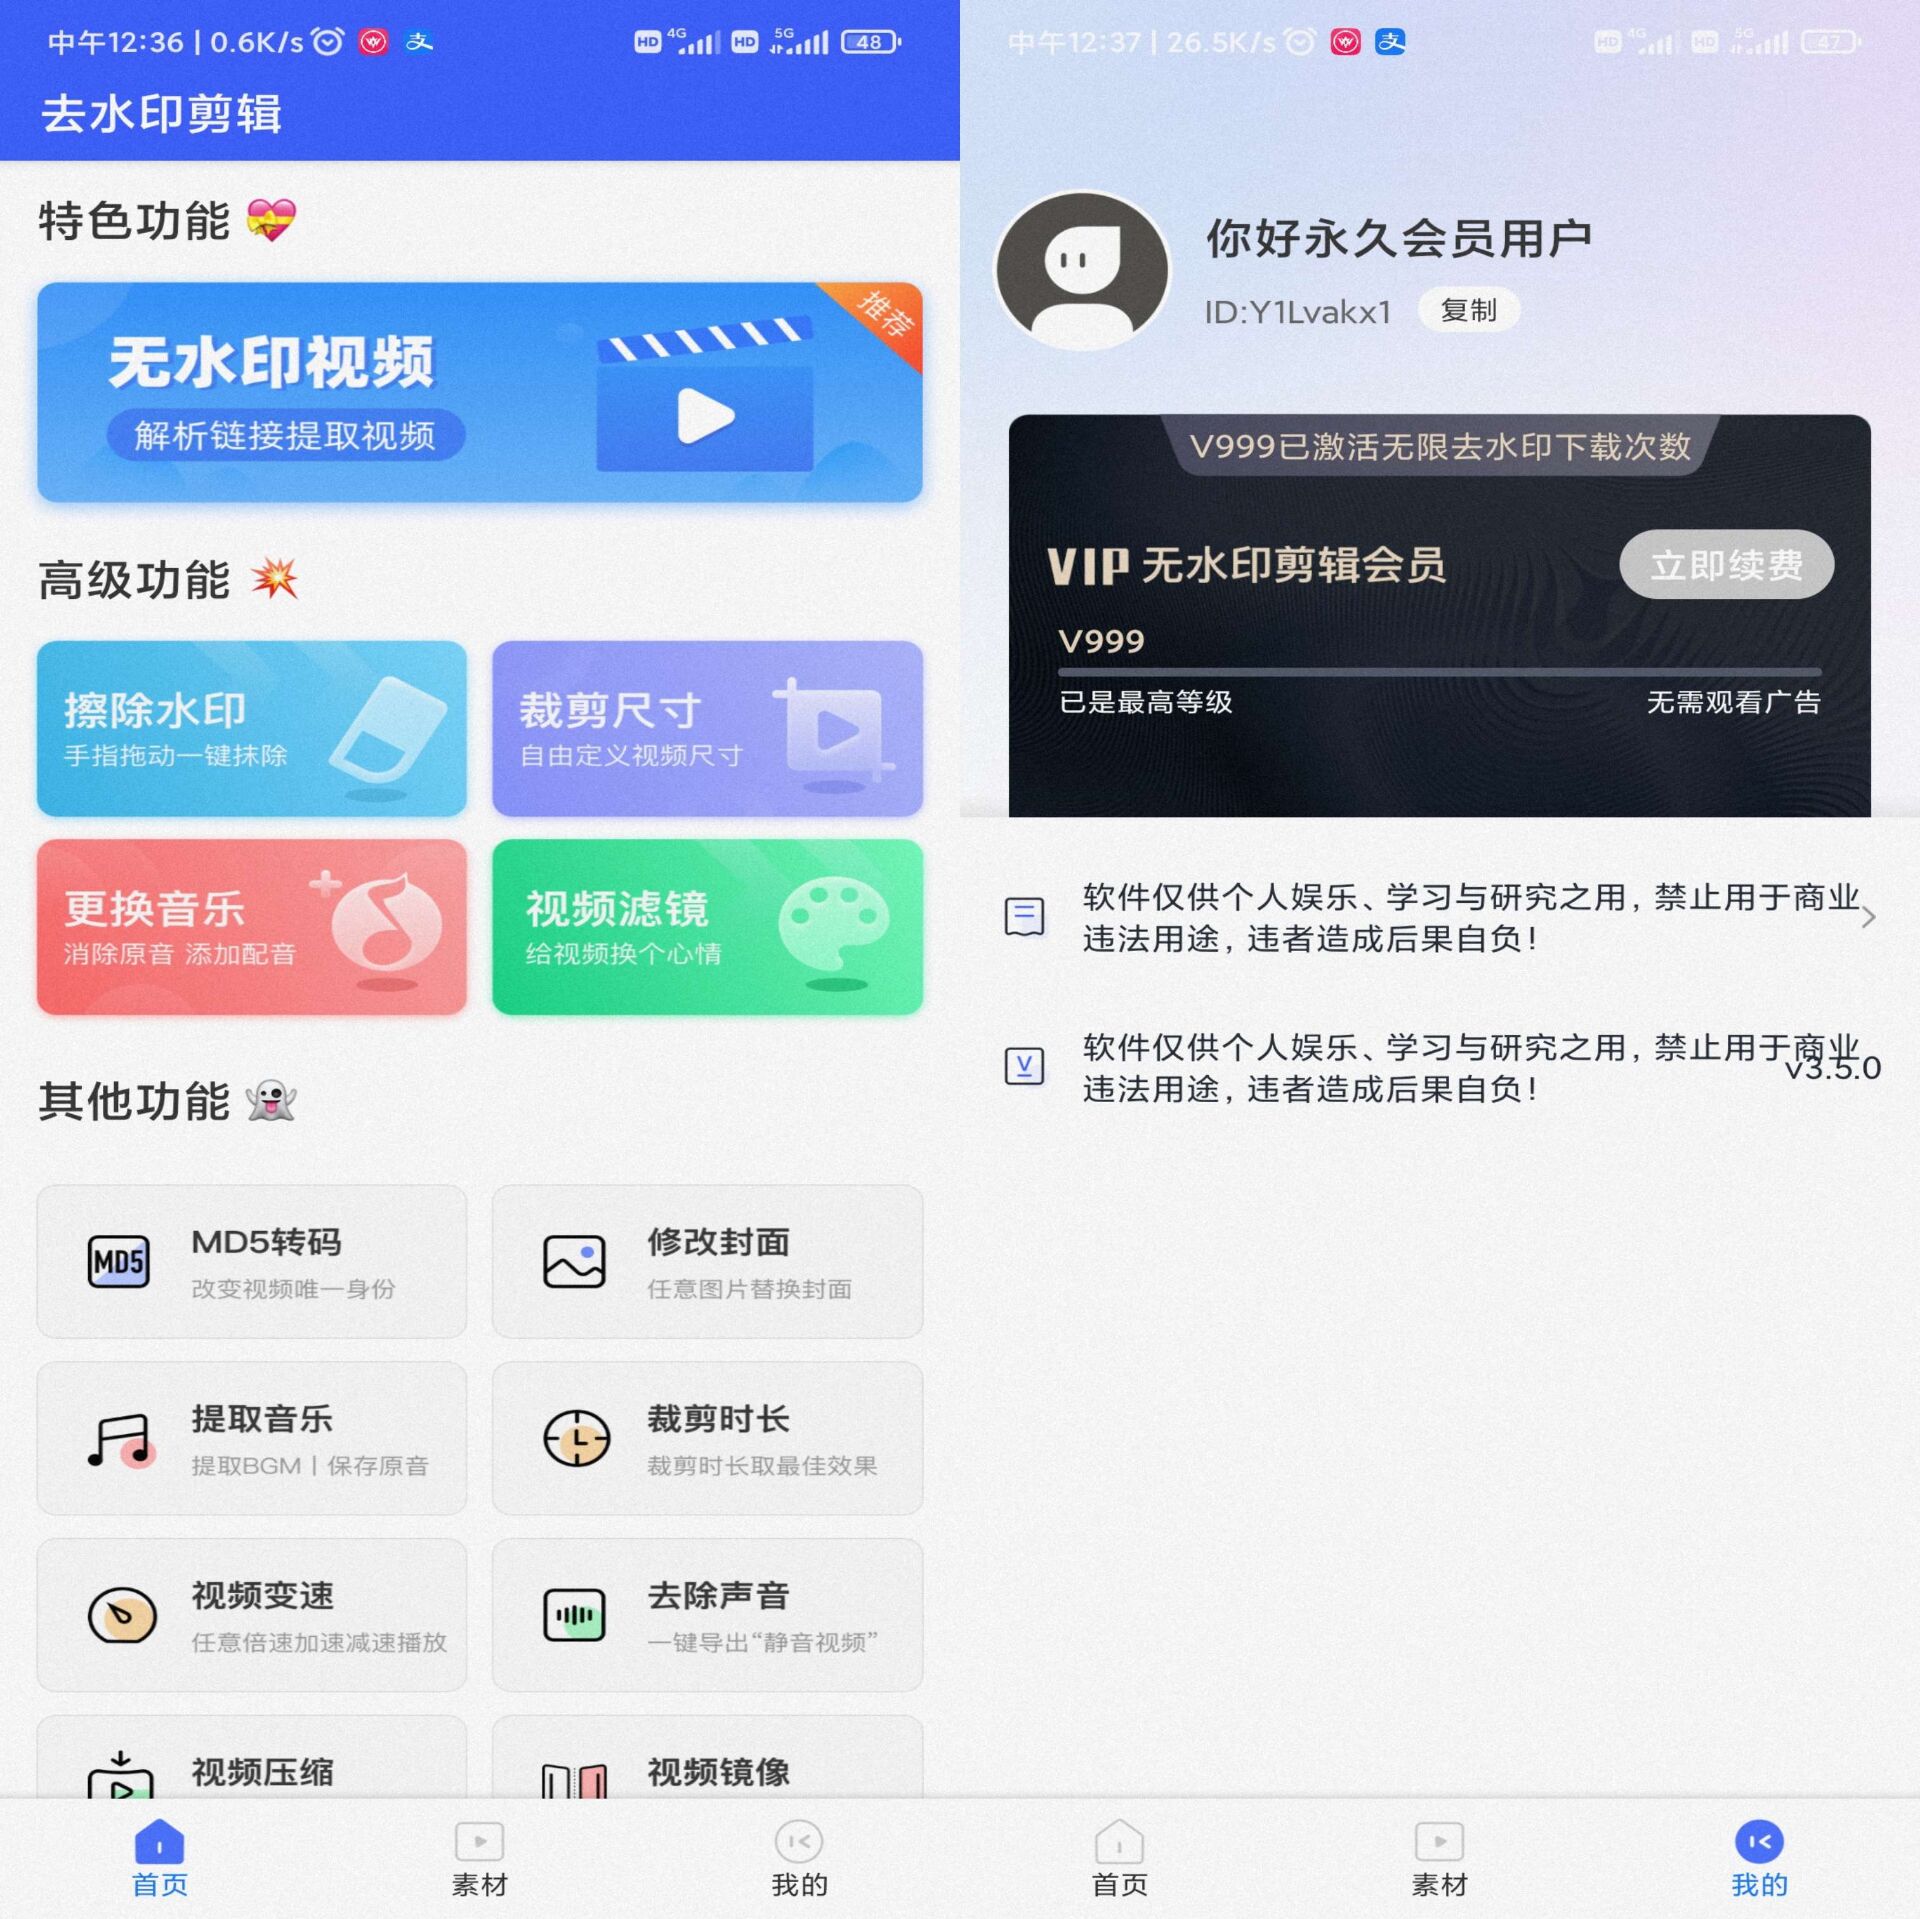 中午12:36 | 0.6K/s 支 HD 4G HD 5G 48
去水印剪辑
特色功能
推荐
无水印视频
解析链接提取视频
高级功能
擦除水印
手指拖动一键抹除
裁剪尺寸
自由定义视频尺寸
更换音乐
消除原音 添加配音
视频滤镜
给视频换个心情
其他功能
MD5
MD5转码
改变视频唯一身份
修改封面
任意图片替换封面
提取音乐
提取BGM丨保存原音
裁剪时长
裁剪时长取最佳效果
视频变速
任意倍速加速减速播放
去除声音
一键导出“静音视频”
视频压缩
视频镜像
首页
素材
我的
中午12:37 | 26.5K/s 支 HD 4G HD 5G 47
你好永久会员用户
ID:Y1Lvakx1 复制
V999已激活无限去水印下载次数
VIP 无水印剪辑会员
立即续费
V999
已是最高等级
无需观看广告
软件仅供个人娱乐、学习与研究之用，禁止用于商业
违法用途，违者造成后果自负！
软件仅供个人娱乐、学习与研究之用，禁止用于商业
违法用途，违者造成后果自负！
v3.5.0
首页
素材
我的